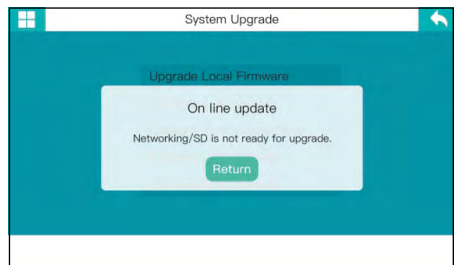 System Upgrade
Upgrade Local Firmware
On line update
Networking/SD is not ready for upgrade.
Return